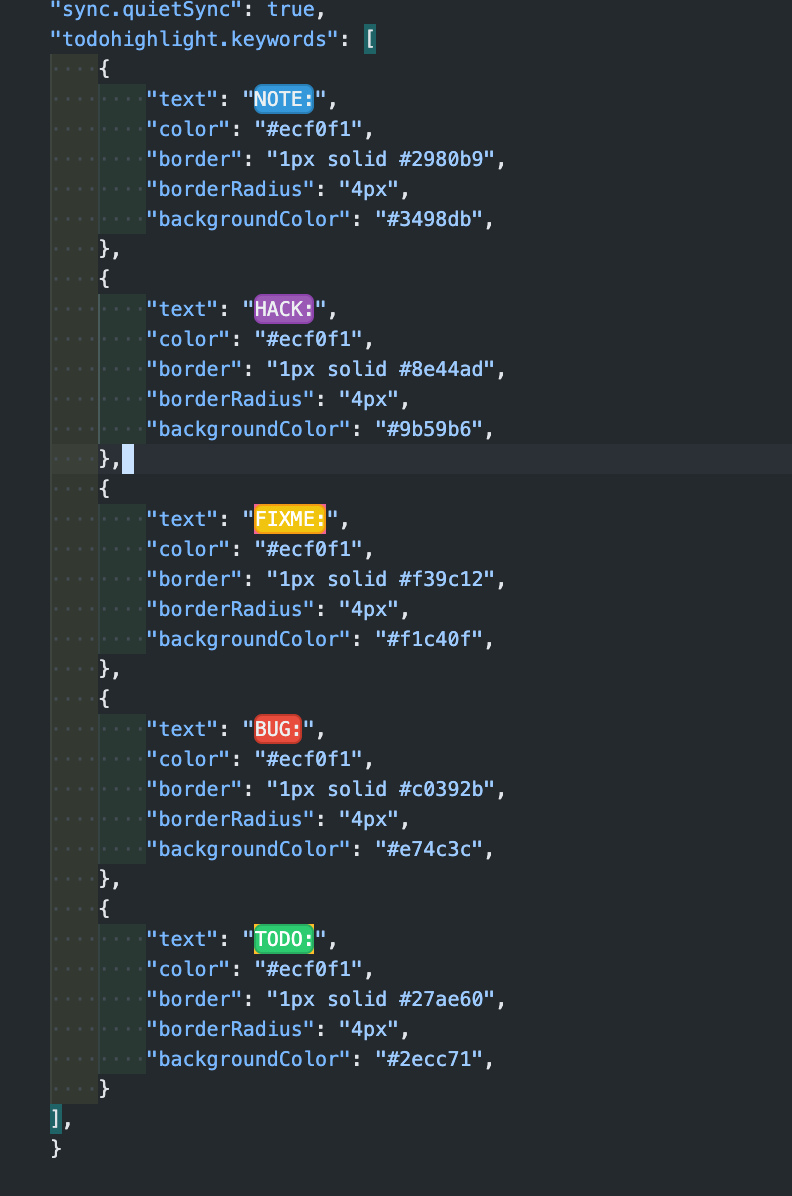 "sync.quietSync": true,
"todohighlight.keywords": [
{
"text": "NOTE:",
"color": "#ecf0f1",
"border": "1px solid #2980b9",
"borderRadius": "4px",
"backgroundColor": "#3498db",
},
{
"text": "HACK:",
"color": "#ecf0f1",
"border": "1px solid #8e44ad",
"borderRadius": "4px",
"backgroundColor": "#9b59b6",
},
{
"text": "FIXME:",
"color": "#ecf0f1",
"border": "1px solid #f39c12",
"borderRadius": "4px",
"backgroundColor": "#f1c40f",
},
{
"text": "BUG:",
"color": "#ecf0f1",
"border": "1px solid #c0392b",
"borderRadius": "4px",
"backgroundColor": "#e74c3c",
},
{
"text": "TODO:",
"color": "#ecf0f1",
"border": "1px solid #27ae60",
"borderRadius": "4px",
"backgroundColor": "#2ecc71",
}
],
}